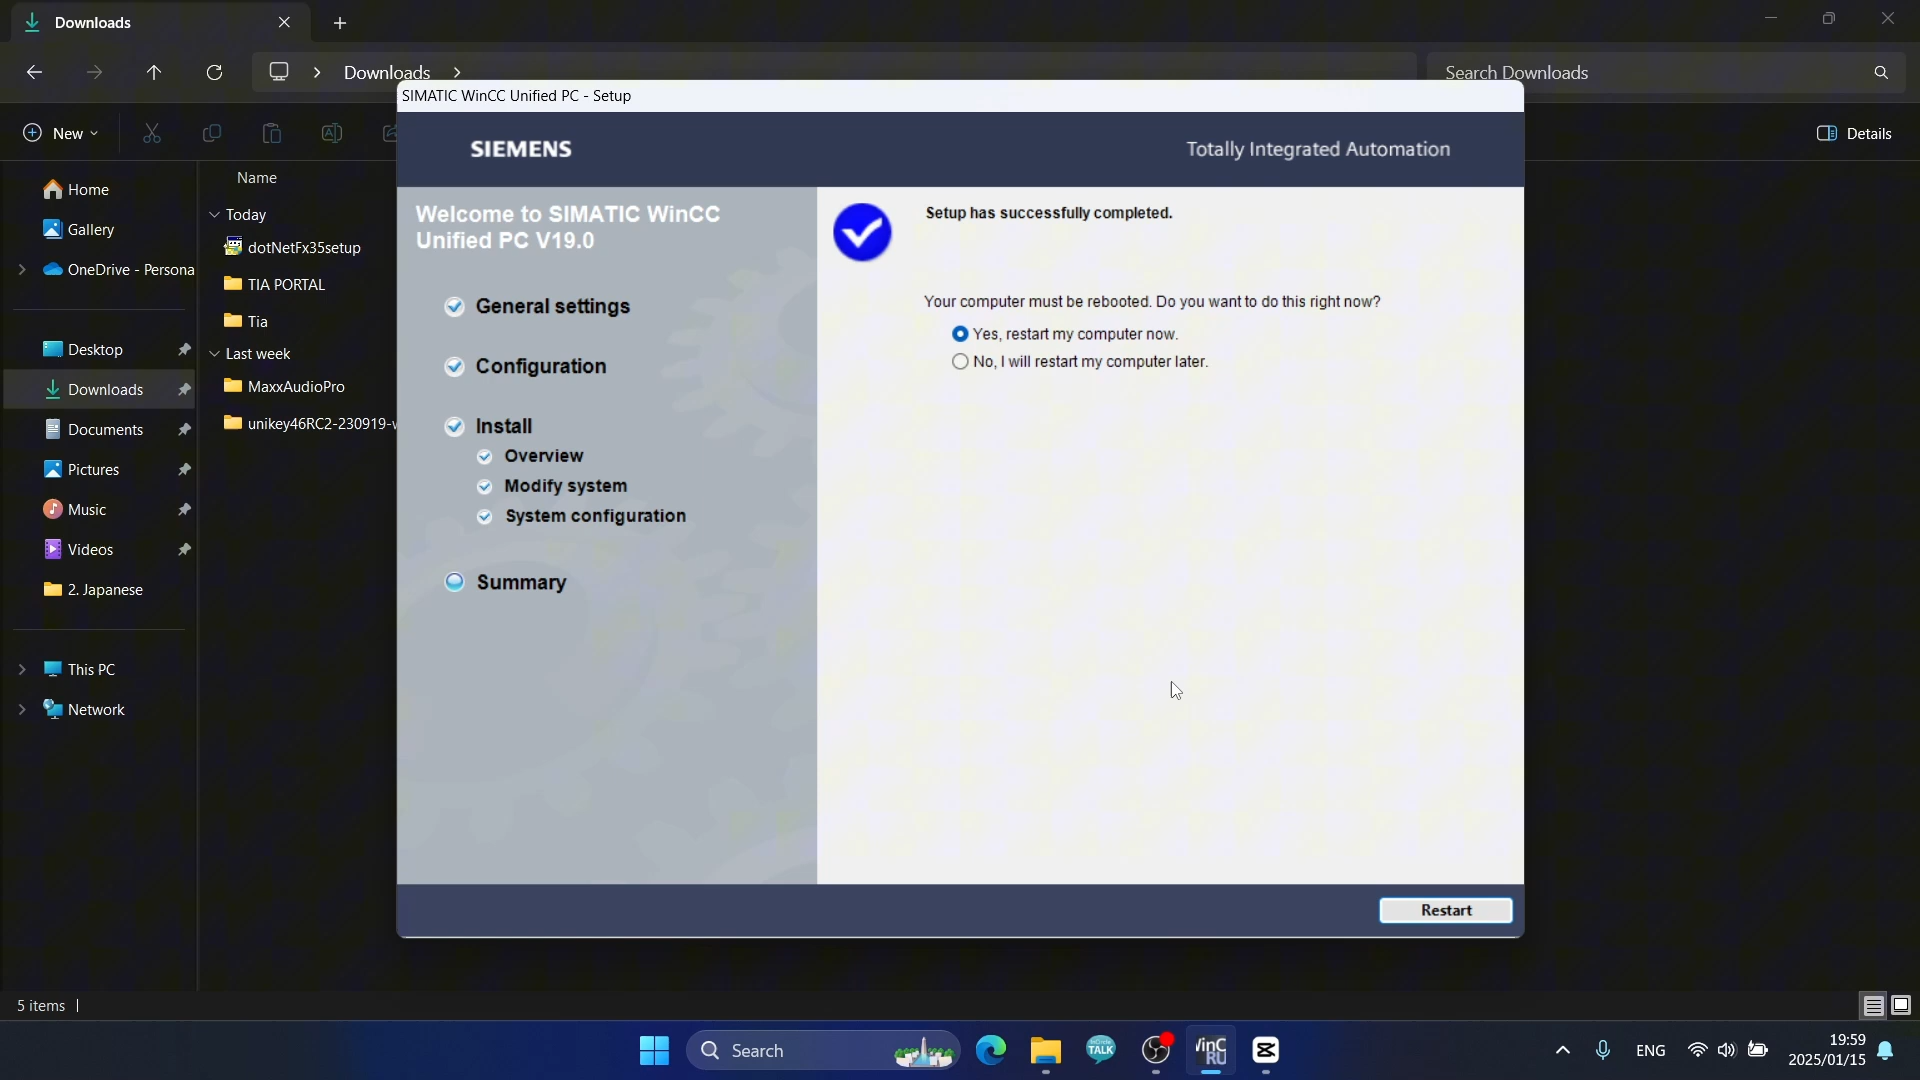 Downloads
Downloads
Search Downloads
SIMATIC WinCC Unified PC - Setup
New
Details
SIEMENS
Totally Integrated Automation
Home
Gallery
OneDrive - Persona
Desktop
Downloads
Documents
Pictures
Music
Videos
2. Japanese
This PC
Network
Name
Today
dotNetFx35setup
TIA PORTAL
Tia
Last week
MaxxAudioPro
unikey46RC2-230919-
Welcome to SIMATIC WinCC
Unified PC V19.0
General settings
Configuration
Install
Overview
Modify system
System configuration
Summary
Setup has successfully completed.
Your computer must be rebooted. Do you want to do this right now?
Yes, restart my computer now.
No, I will restart my computer later.
Restart
5 items
Search
TALK
WinC
RU
ENG
19:59
2025/01/15